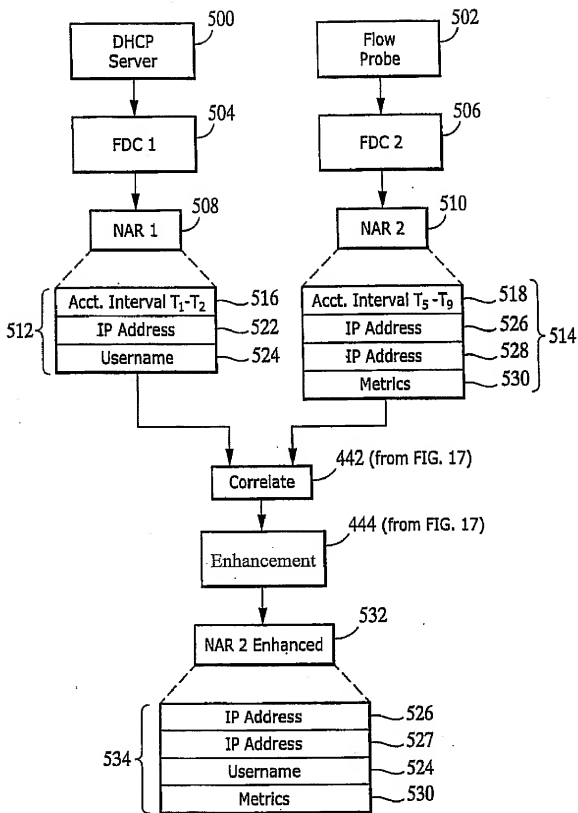 500
DHCP
Server
502
Flow
Probe
504
FDC 1
506
FDC 2
508
NAR 1
510
NAR 2
512
Acct. Interval T1-T2
516
IP Address
522
Username
524
Acct. Interval T5-T9
518
IP Address
526
IP Address
528
Metrics
530
514
442 (from FIG. 17)
Correlate
444 (from FIG. 17)
Enhancement
532
NAR 2 Enhanced
534
IP Address
526
IP Address
527
Username
524
Metrics
530